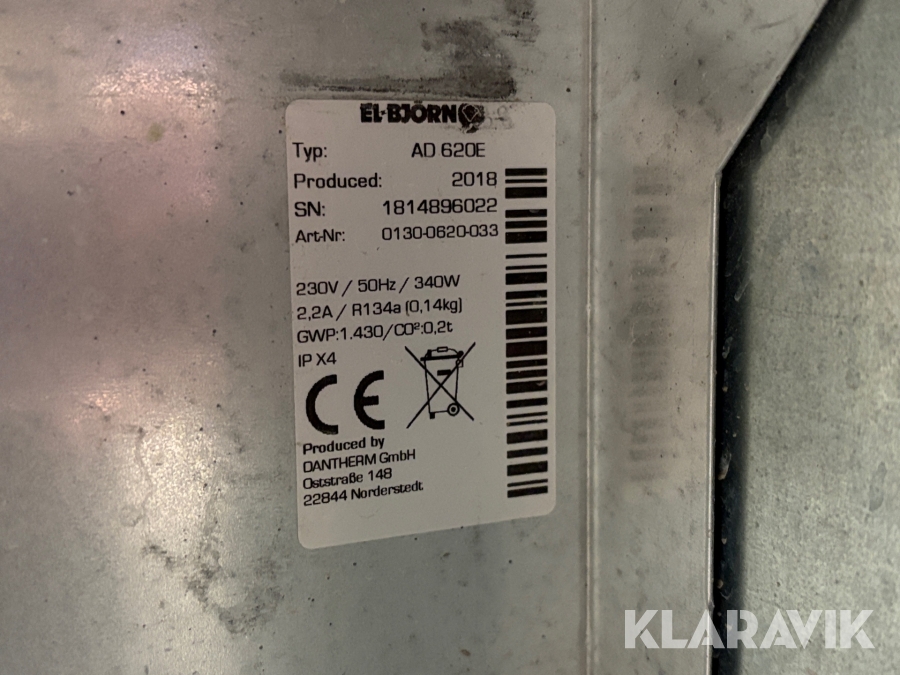 EL-BJÖRN
Typ: AD 620E
Produced: 2018
SN: 1814896022
Art-Nr: 0130-0620-033
230V / 50Hz / 340W
2,2A / R134a (0,14kg)
GWP:1.430/CO²:0,2t
IP X4
CE
Produced by
DANTHERM GmbH
Oststraße 148
22844 Norderstedt
KLARAVIK